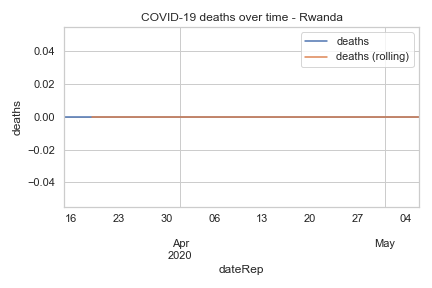 COVID-19 deaths over time - Rwanda
deaths
deaths (rolling)
deaths
0.04
0.02
0.00
−0.02
−0.04
16 23 30 06 13 20 27 04
Apr May
2020
dateRep